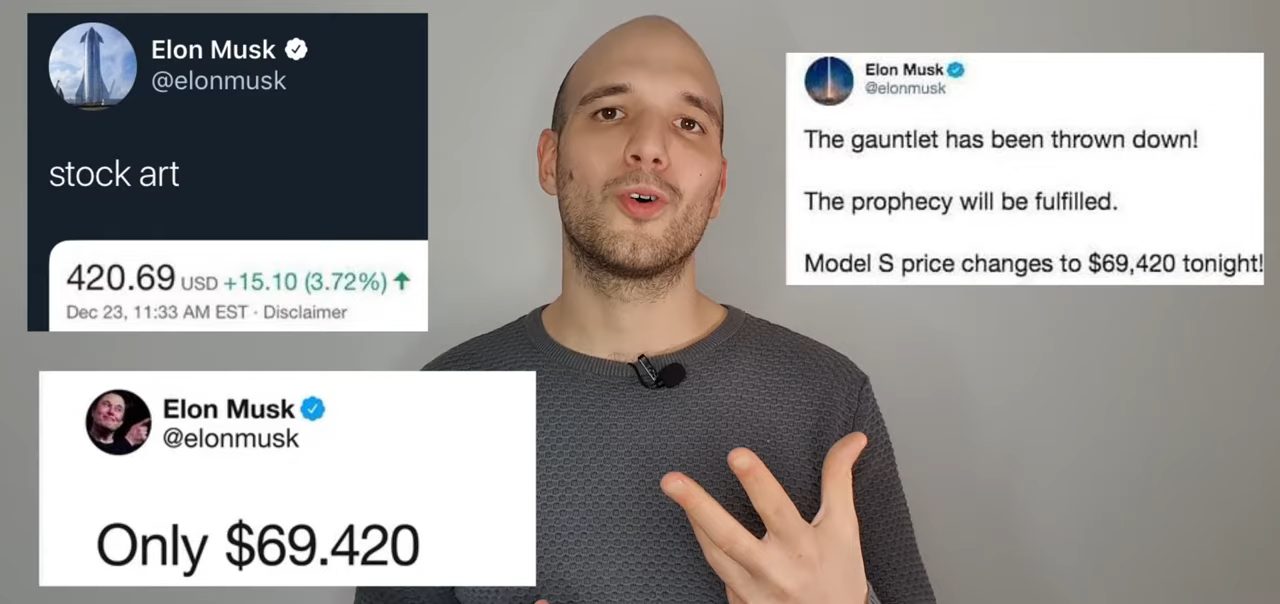 Elon Musk
@elonmusk
stock art
420.69 USD +15.10 (3.72%) ↑
Dec 23, 11:33 AM EST · Disclaimer
Elon Musk
@elonmusk
The gauntlet has been thrown down!
The prophecy will be fulfilled.
Model S price changes to $69,420 tonight!
Elon Musk
@elonmusk
Only $69.420